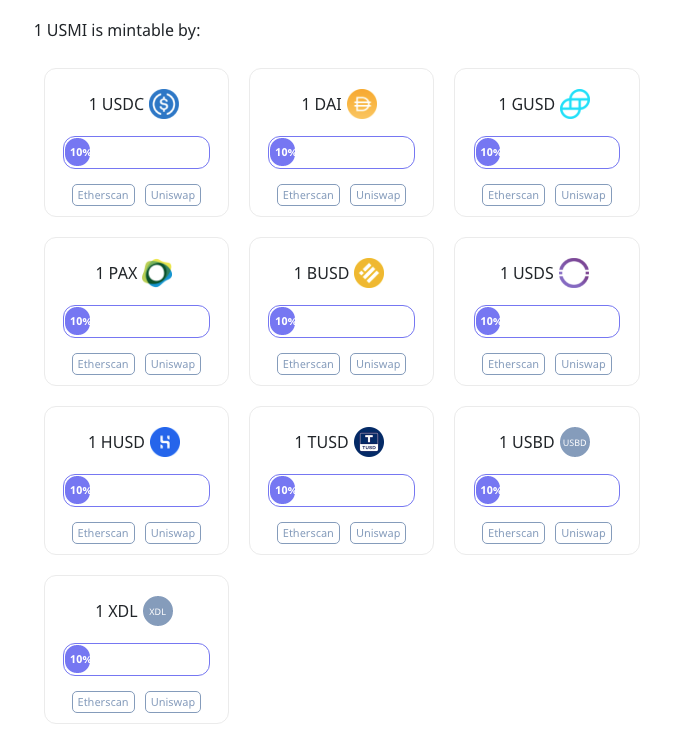 1 USMI is mintable by:
1 USDC
1 DAI
1 GUSD
10%
10%
10%
Etherscan Uniswap
Etherscan Uniswap
Etherscan Uniswap
1 PAX
1 BUSD
1 USDS
10%
10%
10%
Etherscan Uniswap
Etherscan Uniswap
Etherscan Uniswap
1 HUSD
1 TUSD T TUSD
1 USBD USBD
10%
10%
10%
Etherscan Uniswap
Etherscan Uniswap
Etherscan Uniswap
1 XDL XDL
10%
Etherscan Uniswap